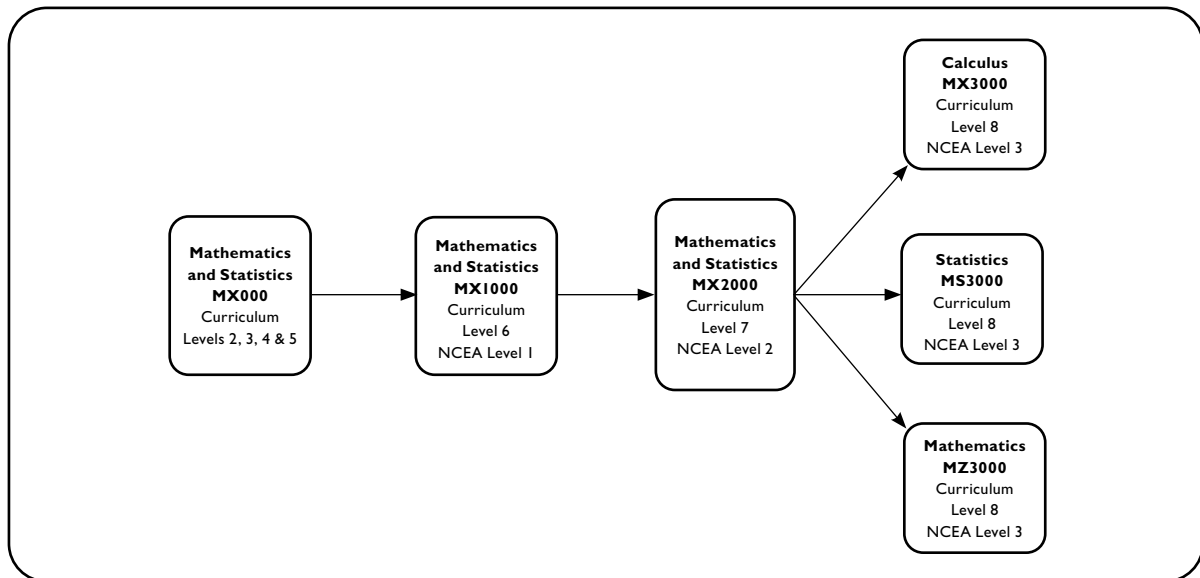 Mathematics
and Statistics
MX000
Curriculum
Levels 2, 3, 4 & 5
Mathematics
and Statistics
MX1000
Curriculum
Level 6
NCEA Level 1
Mathematics
and Statistics
MX2000
Curriculum
Level 7
NCEA Level 2
Calculus
MX3000
Curriculum
Level 8
NCEA Level 3
Statistics
MS3000
Curriculum
Level 8
NCEA Level 3
Mathematics
MZ3000
Curriculum
Level 8
NCEA Level 3